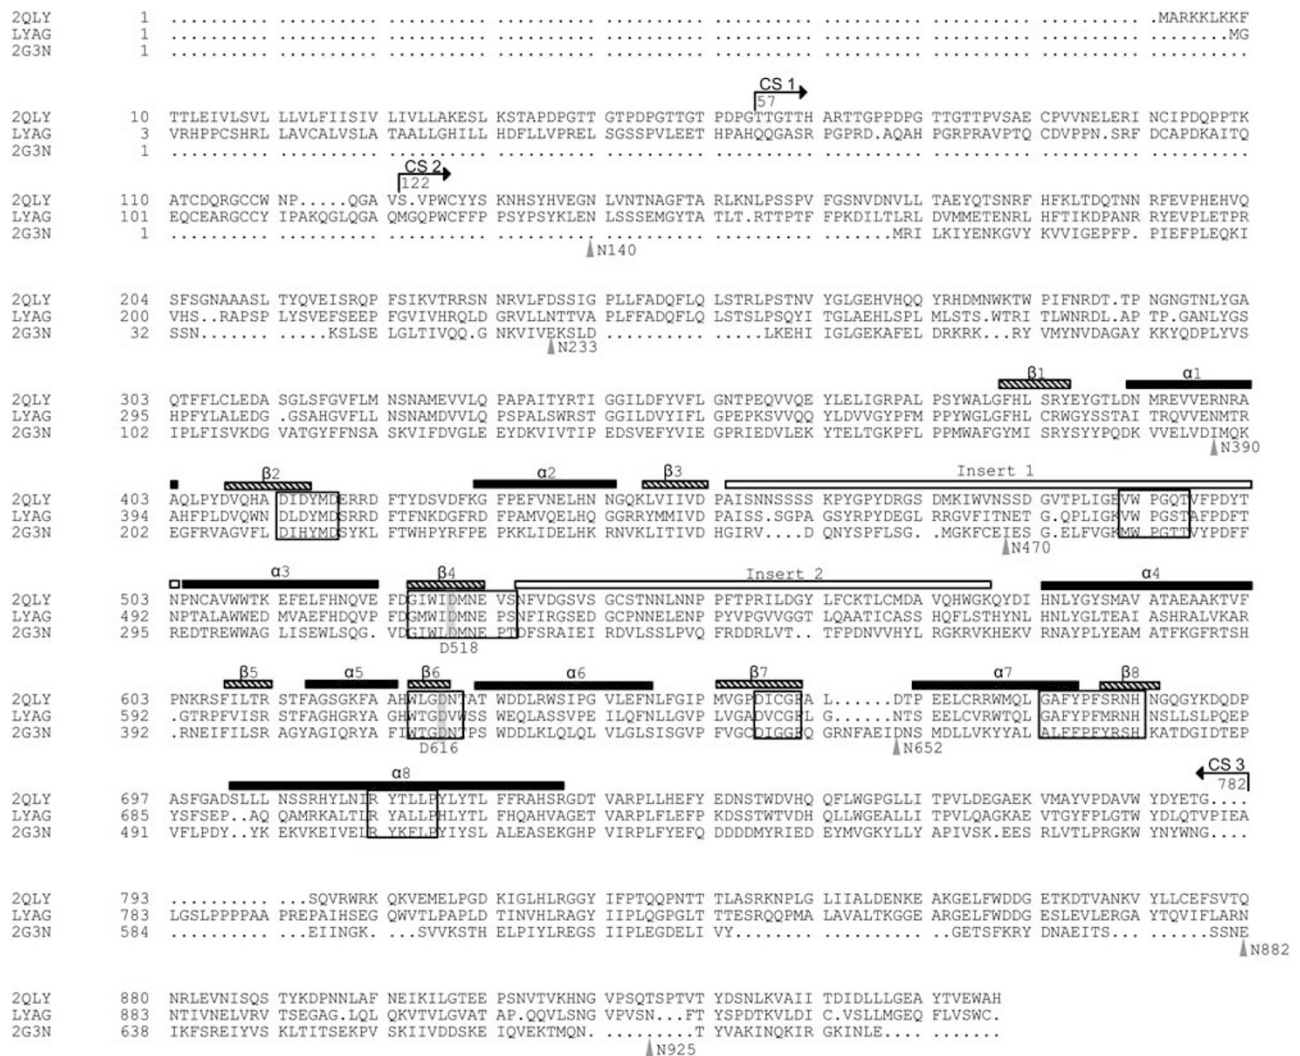 2QLY 1 .......... .......... .......... .......... .......... .......... .......... .......... .......... .......... .MARKKLKKF
LYAG 1 .......... .......... .......... .......... .......... .......... .......... .......... .......... .......... ........MG
2G3N 1 .......... .......... .......... .......... .......... .......... .......... .......... .......... .......... ..........
CS 1
57
2QLY 10 TTLEIVLSVL LLVLFIISIV LIVLLAKESL KSTAPDPGTT GTPDPGTTGT PDPGTTGTTH ARTTGPPDPG TTGTTPVSAE CPVVNELERI NCIPDQPPTK
LYAG 3 VRHPPCSHRL LAVCALVSLA TAALLGHILL HDFLLVPREL SGSSPVLEET HPAHQQGASR PGPRD.AQAH PGRPRAVPTQ CDVPPN.SRF DCAPDKAITQ
2G3N 1 .......... .......... .......... .......... .......... .......... .......... .......... .......... ..........
CS 2
122
2QLY 110 ATCDQRGCCW NP.....QGA VS.VPWCYYS KNHSYHVEGN LVNTNAGFTA RLKNLPSSPV FGSNVDNVLL TAEYQTSNRF HFKLTDQTNN RFEVPHEHVQ
LYAG 101 EQCEARGCCY IPAKQGLQGA QMGQPWCFFP PSYPSYKLEN LSSSEMGYTA TLT.RTTPTF FPKDILTLRL DVMMETENRL HFTIKDPANR RYEVPLETPR
2G3N 1 .......... .......... .......... .......... .......... .......... .......MRI LKIYENKGVY KVVIGEPFP. PIEFPLEQKI
N140
2QLY 204 SFSGNAAASL TYQVEISRQP FSIKVTRRSN NRVLFDSSIG PLLFADQFLQ LSTRLPSTNV YGLGEHVHQQ YRHDMNWKTW PIFNRDT.TP NGNGTNLYGA
LYAG 200 VHS..RAPSP LYSVEFSEEP FGVIVHRQLD GRVLLNTTVA PLFFADQFLQ LSTSLPSQYI TGLAEHLSPL MLSTS.WTRI TLWNRDL.AP TP.GANLYGS
2G3N 32 SSN....... ....KSLSEL GLTIVQQ.G NKVIVEKSLD .......... ....LKEHI IGLGEKAFEL DRKRK...RY VMYNVDAGAY KKYQDPLYVS
N233
β1 α1
2QLY 303 QTFFLCLEDA SGLSFGVFLM NSNAMEVVLQ PAPAITYRTI GGILDFYVFL GNTPEQVVQE YLELIGRPAL PSYWALGFHL SRYEYGTLDN MREVVERNRA
LYAG 295 HPFYLALEDG .GSAHGVFLL NSNAMDVVLQ PSPALSWRST GGILDVYIFL GPEPKSVVQQ YLDVVGYPFM PPYWGLGFHL CRWGYSSTAI TRQVVENMTR
2G3N 102 IPLFISVKDG VATGYFFNSA SKVIFDVGLE EYDKVIVTIP EDSVEFYVIE GPRIEDVLEK YTELTGKPFL PPMWAFGYMI SRYSYYPQDK VVELVDIMQK
N390
β2 α2 β3 Insert 1
2QLY 403 AQLPYDVQHA DIDYMDERRD FTYDSVDFKG FPEFVNELHN NGQKLVIIVD PAISNNSSSS KPYGPYDRGS DMKIWVNSSD GVTPLIGEVW PGQTVFPDYT
LYAG 394 AHFPLDVQWN DLDYMDSRRD FTFNKDGFRD FPAMVQELHQ GGRRYMMIVD PAISS.SGPA GSYRPYDEGL RRGVFITNET G.QPLIGKVW PGSTAFPDFT
2G3N 202 EGFRVAGVFL DIHYMDSYKL FTWHPYRFPE PKKLIDELHK RNVKLITIVD HGIRV....D QNYSPFLSG. ..MGKFCEIE SG.ELFVGKMW PGTTVYPDFF
N470
α3 β4 Insert 2 α4
2QLY 503 NPNCAVWWTK EFELFHNQVE FDGIWIDMNE VSNFVDGSVS GCSTNNLNNP PFTPRILDGY LFCKTLCMDA VQHWGKQYDI HNLYGYSMAV ATAEAAKTVF
LYAG 492 NPTALAWWED MVAEFHDQVP FDGMWIDMNE PSNFIRGSED GCPNNELENP PYVPGVVGGT LQAATICASS HQFLSTHYNL HNLYGLTEAI ASHRALVKAR
2G3N 295 REDTREWWAG LISEWLSQG. VDGIWLDMNE PTDFSRAIEI RDVLSSLPVQ FRDDRLVT.. TFPDNVVHYL RGKRVKHEKV RNAYPLYEAM ATFKGFRTSH
D518
β5 α5 β6 α6 β7 α7 β8
2QLY 603 PNKRSFILTR STFAGSGKFA AHWLGDNTAT WDDLRWSIPG VLEFNLFGIP MVGPDICGFA L.....DTP EELCRRWMQL GAFYPFSRNH NGQGYKDQDP
LYAG 592 .GTRPFVISR STFAGHGRYA GHWTGDVWSS WEQLASSVPE ILQFNLLGVP LVGADVCGFL G.....NTS EELCVRWTQL GAFYPFMRNH NSLLSLPQEP
2G3N 392 .RNEIFILSR AGYAGIQRYA FIWTGDNTPS WDDLKLQLQL VLGLSISGVP FVGCDIGGFQ GRNFAEIDNS MDLLVKYYAL ALFFPFYRSH KATDGIDTEP
D616 N652
α8 CS 3
782
2QLY 697 ASFGADSLLL NSSRHYLNIR YTLLPYLYTL FFRAHSRGDT VARPLLHEFY EDNSTWDVHQ QFLWGPGLLI TPVLDEGAEK VMAYVPDAVW YDYETG....
LYAG 685 YSFSEP..AQ QAMRKALTLR YALLPHLYTL FHQAHVAGET VARPLFLEFP KDSSTWTVDH QLLWGEALLI TPVLQAGKAE VTGYFPLGTW YDLQTVPIEA
2G3N 491 VFLPDY..YK EKVKEIVELR YKFLPYIYSL ALEASEKGHP VIRPLFYEFQ DDDDMYRIED EYMVGKYLLY APIVSK.EES RLVTLPRGKW YNYWNG....
2QLY 793 .......... ....SQVRWRK QKVEMELPGD KIGLHLRGGY IFPTQQPNTT TLASRKNPLG LIIALDENKE AKGELFWDDG ETKDTVANKV YLLCEFSVTQ
LYAG 783 LGSLPPPPAA PREPAIHSEG QWVTLPAPLD TINVHLRAGY IIPLQGPGLT TTESRQQPMA LAVALTKGGE ARGELFWDDG ESLEVLERGA YTQVIFLARN
2G3N 584 .......... ....EIINGK. ...SVVKSTH ELPIYLREGS IIPLEGDELI VY........ .......... ..GETSFKRY DNAEITS... ......SSNE
N882
2QLY 880 NRLEVNISQS TYKDPNNLAF NEIKILGTEE PSNVTVKHNG VPSQTSPTVT YDSNLKVAII TDIDLLLGEA YTVEWAH
LYAG 883 NTIVNELVRV TSEGAG.LQL QKVTVLGVAT AP.QQVLSNG VPVSN...FT YSPDTKVLDI C.VSLLMGEQ FLVSWC.
2G3N 638 IKFSREIYVS KLTITSEKPV SKIIVDDSKE IQVEKTMQN. .........T YVAKINQKIR GKINLE.... .......
N925